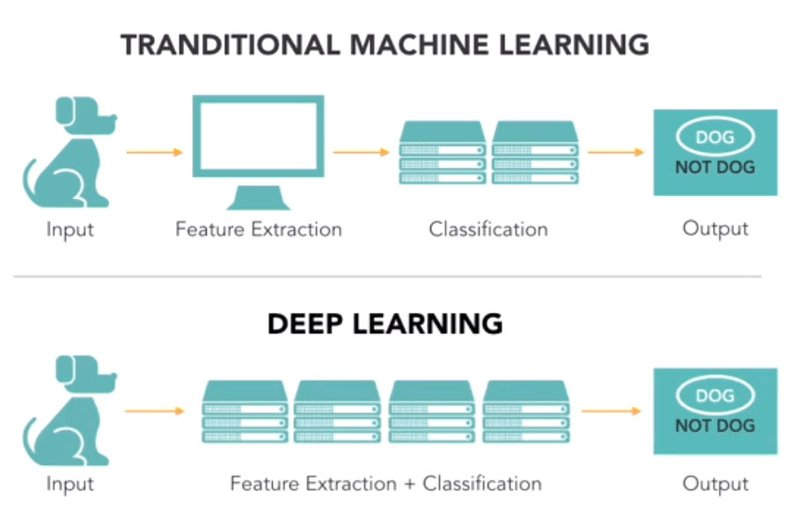 TRANDITIONAL MACHINE LEARNING
DOG
NOT DOG
Input
Feature Extraction
Classification
Output
DEEP LEARNING
DOG
NOT DOG
Input
Feature Extraction + Classification
Output